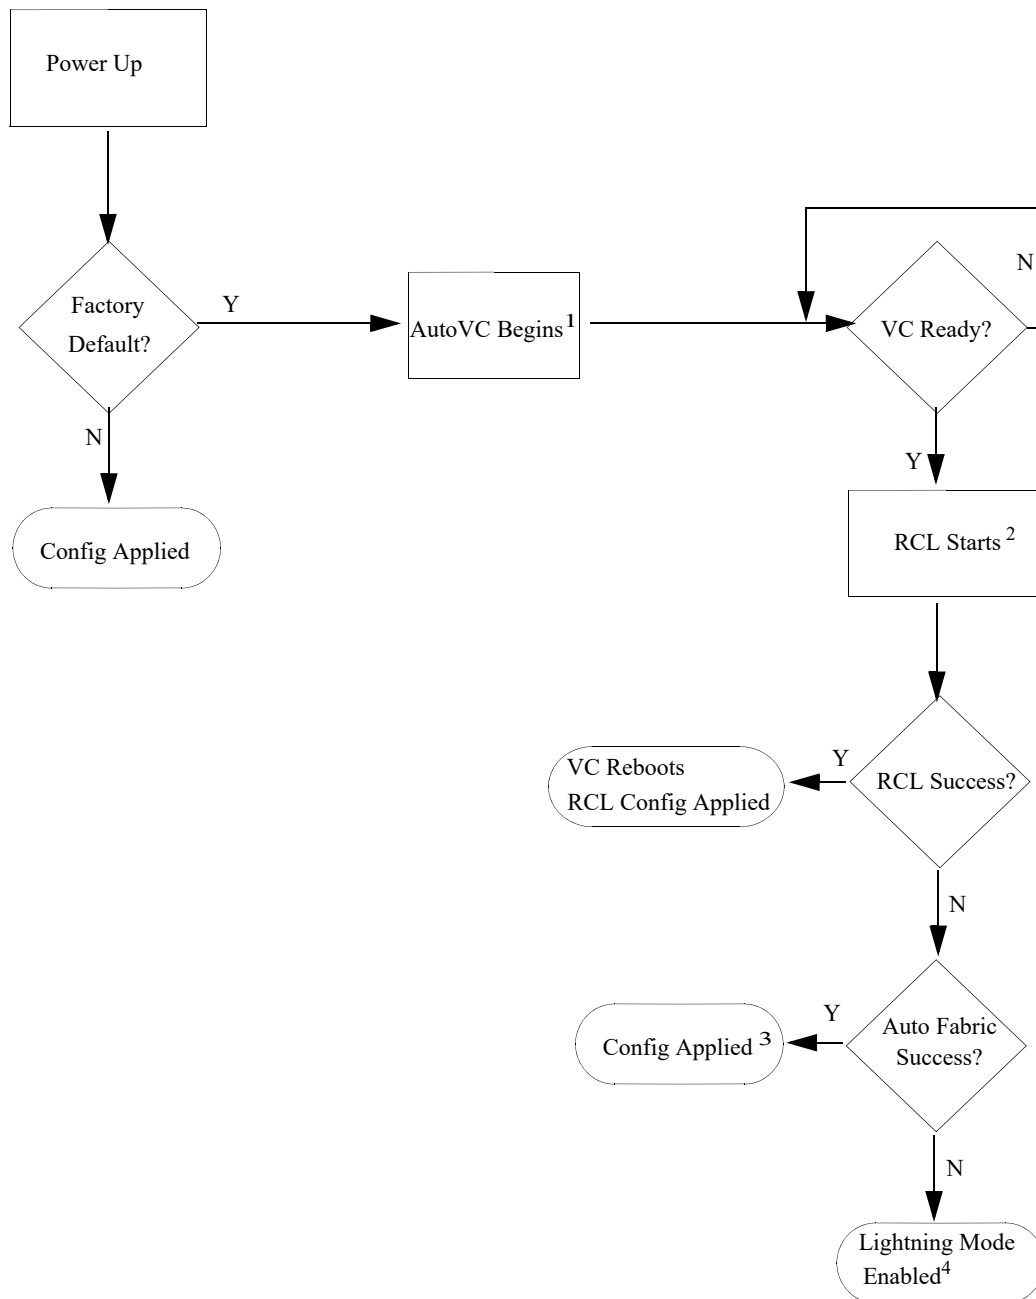 Power Up
Factory
Default?
Y
AutoVC Begins1
VC Ready?
N
N
Config Applied
Y
RCL Starts 2
RCL Success?
Y
VC Reboots
RCL Config Applied
N
Auto Fabric
Success?
Y
Config Applied 3
N
Lightning Mode
Enabled4